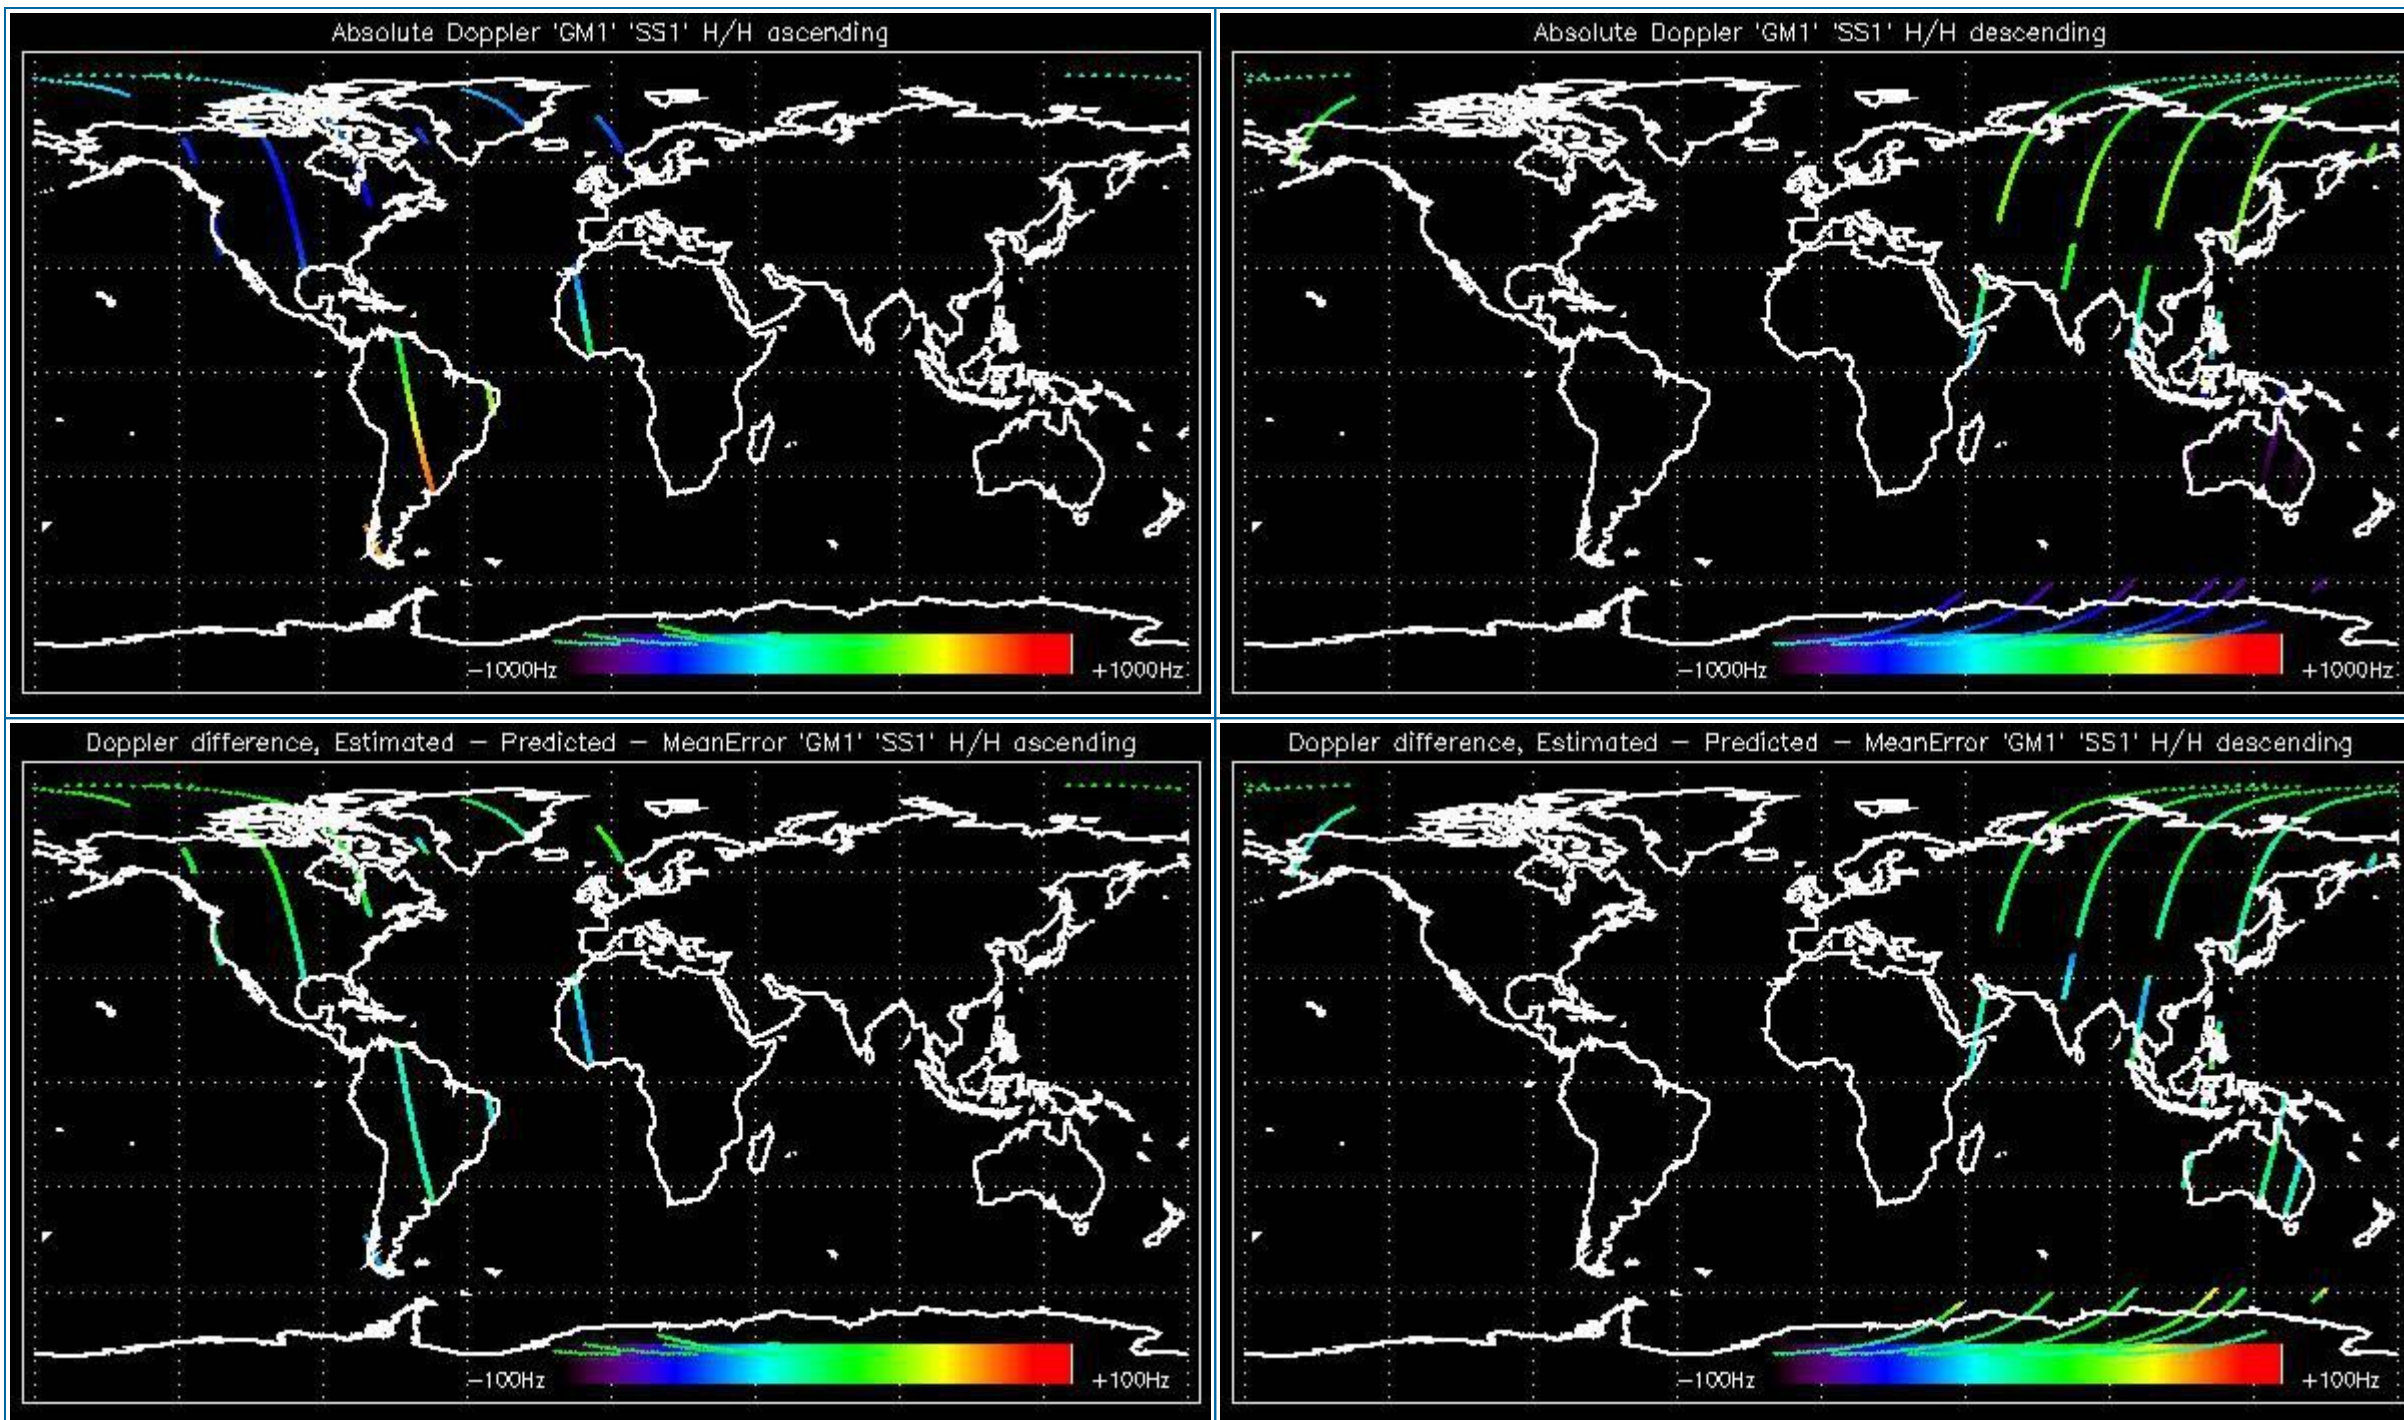 Absolute Doppler 'GM1' 'SS1' H/H ascending
-1000Hz
+1000Hz
Absolute Doppler 'GM1' 'SS1' H/H descending
-1000Hz
+1000Hz
Doppler difference, Estimated - Predicted - MeanError 'GM1' 'SS1' H/H ascending
-100Hz
+100Hz
Doppler difference, Estimated - Predicted - MeanError 'GM1' 'SS1' H/H descending
-100Hz
+100Hz